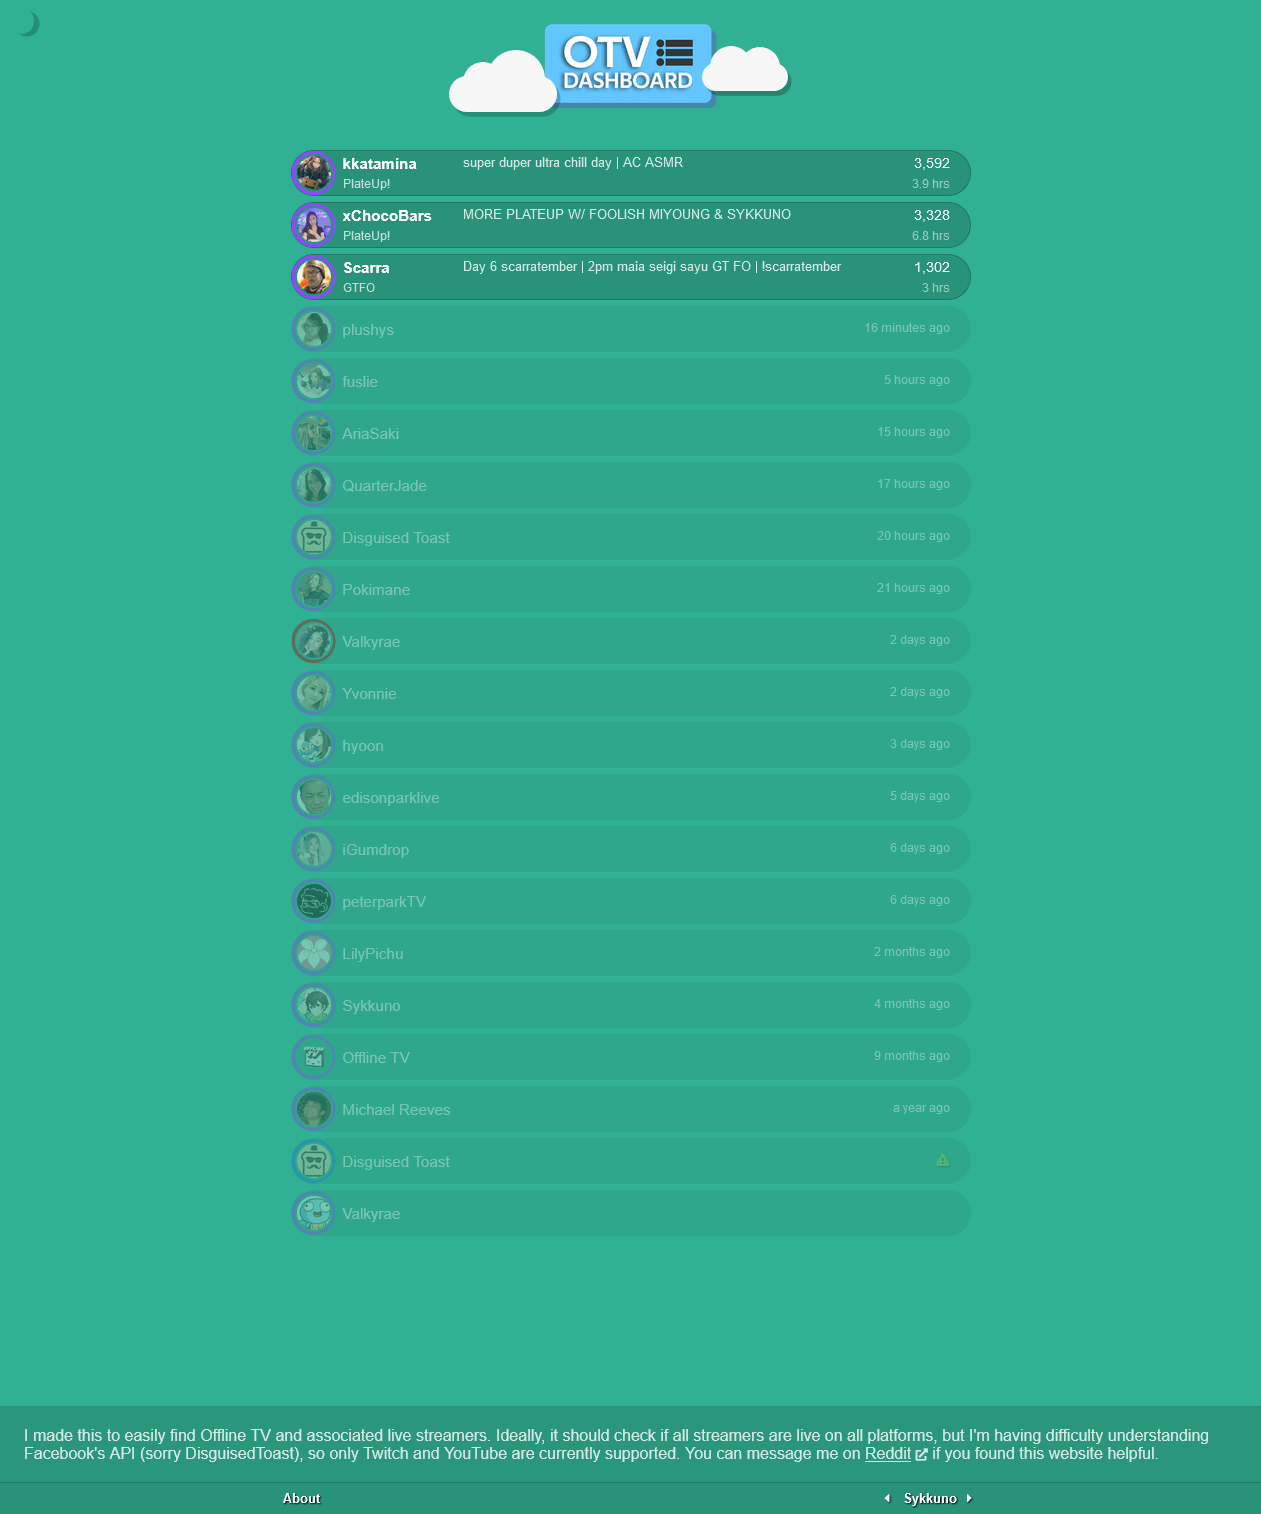 OTV
DASHBOARD
kkatamina super duper ultra chill day | AC ASMR 3,592
PlateUp! 3.9 hrs
xChocoBars MORE PLATEUP W/ FOOLISH MIYOUNG & SYKKUNO 3,328
PlateUp! 6.8 hrs
Scarra Day 6 scarratember | 2pm maia seigi sayu GT FO | !scarratember 1,302
GTFO 3 hrs
plushys 16 minutes ago
fuslie 5 hours ago
AriaSaki 15 hours ago
QuarterJade 17 hours ago
Disguised Toast 20 hours ago
Pokimane 21 hours ago
Valkyrae 2 days ago
Yvonnie 2 days ago
hyoon 3 days ago
edisonparklive 5 days ago
iGumdrop 6 days ago
peterparkTV 6 days ago
LilyPichu 2 months ago
Sykkuno 4 months ago
Offline TV 9 months ago
Michael Reeves a year ago
Disguised Toast
Valkyrae
I made this to easily find Offline TV and associated live streamers. Ideally, it should check if all streamers are live on all platforms, but I'm having difficulty understanding
Facebook's API (sorry DisguisedToast), so only Twitch and YouTube are currently supported. You can message me on Reddit if you found this website helpful.
About Sykkuno